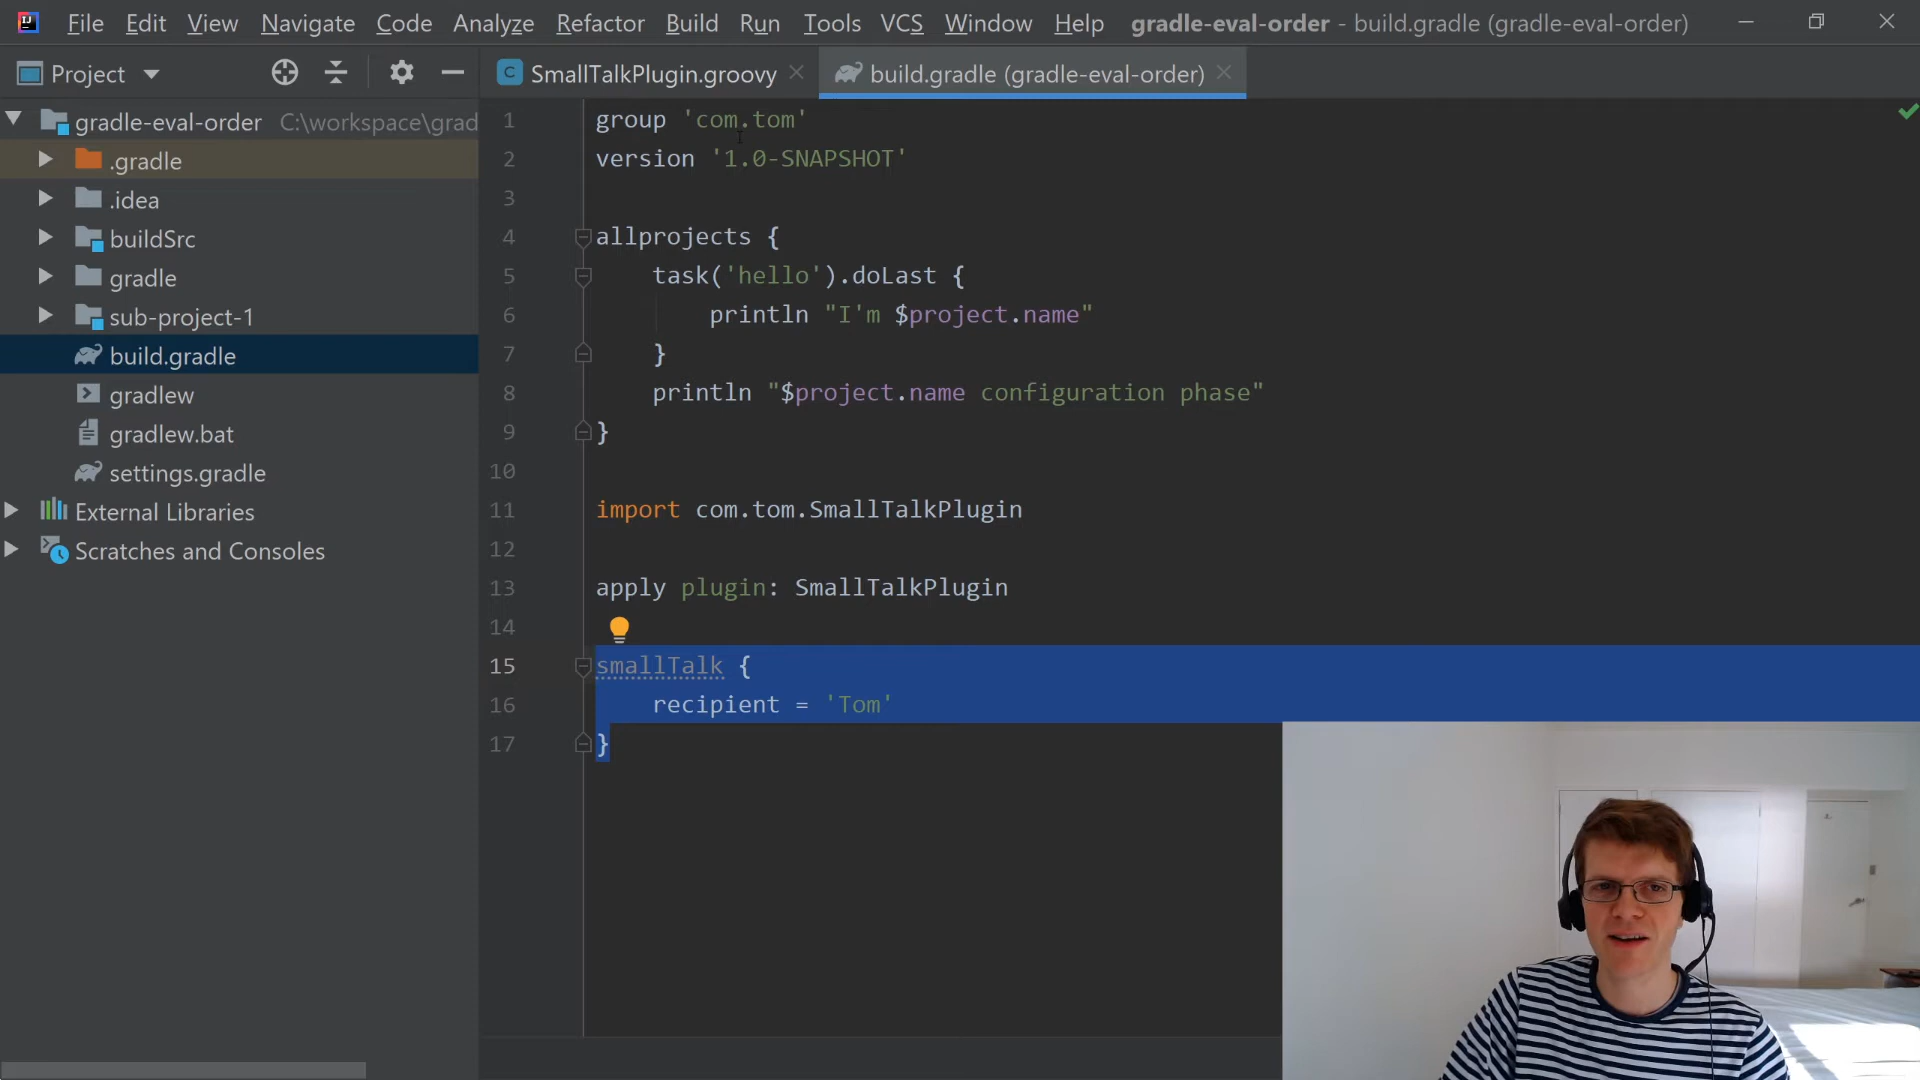 File Edit View Navigate Code Analyze Refactor Build Run Tools VCS Window Help gradle-eval-order - build.gradle (gradle-eval-order)
Project
SmallTalkPlugin.groovy
build.gradle (gradle-eval-order)
gradle-eval-order C:\workspace\grad
.gradle
.idea
buildSrc
gradle
sub-project-1
build.gradle
gradlew
gradlew.bat
settings.gradle
External Libraries
Scratches and Consoles
1 group 'com.tom'
2 version '1.0-SNAPSHOT'
3
4 allprojects {
5 task('hello').doLast {
6 println "I'm $project.name"
7 }
8 println "$project.name configuration phase"
9 }
10
11 import com.tom.SmallTalkPlugin
12
13 apply plugin: SmallTalkPlugin
14
15 smallTalk {
16 recipient = 'Tom'
17 }